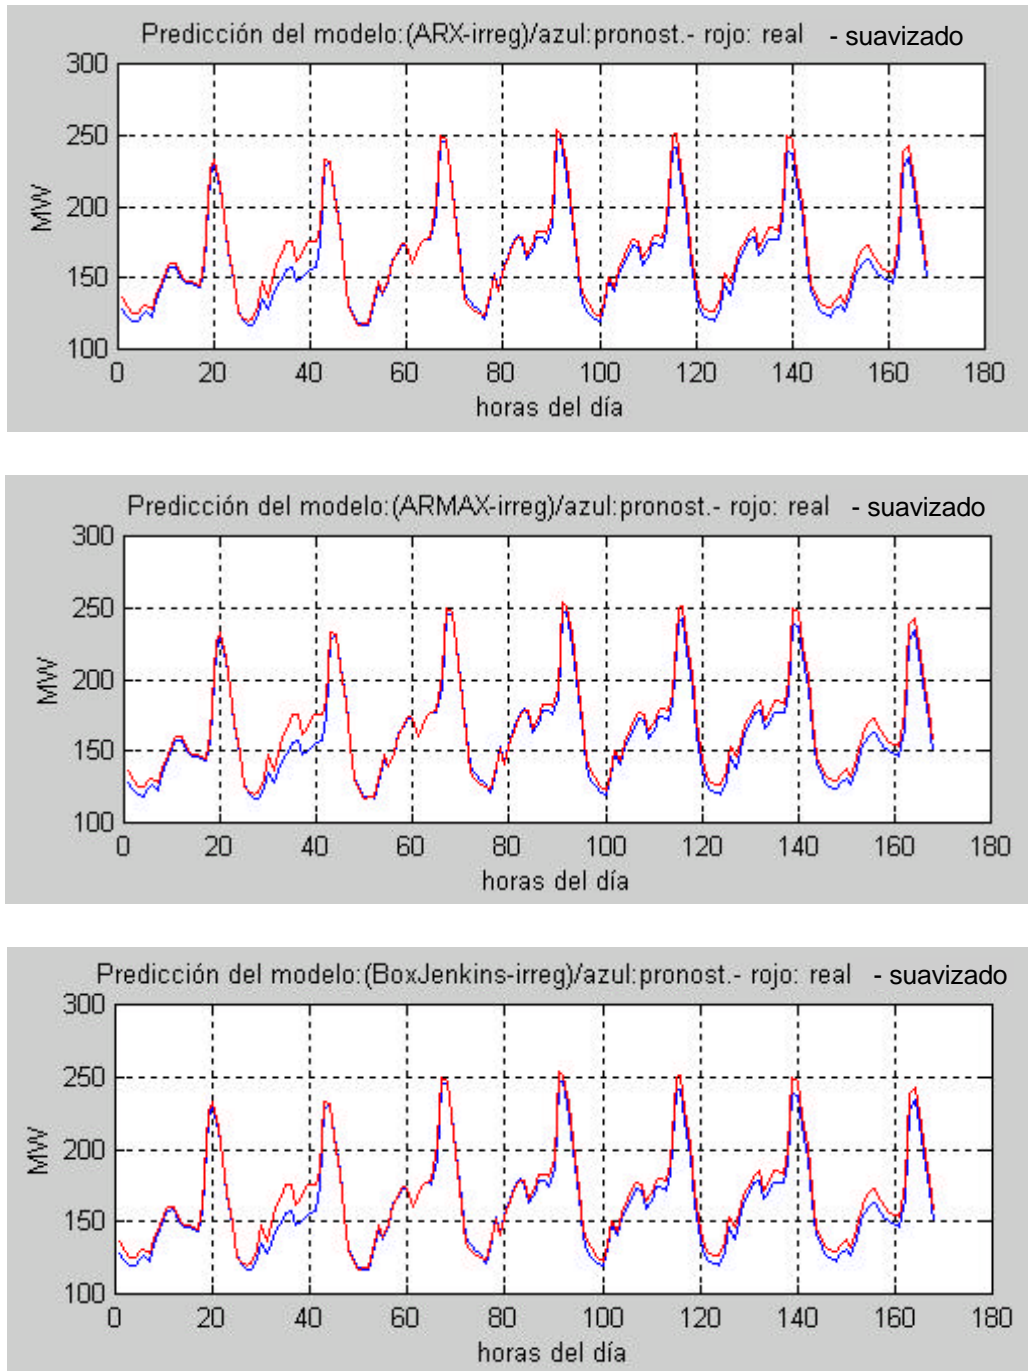 Predicción del modelo:(ARX-irreg)/azul:pronost.- rojo: real - suavizado
300
250
200
150
100
MW
0 20 40 60 80 100 120 140 160 180
horas del día
Predicción del modelo:(ARMAX-irreg)/azul:pronost.- rojo: real - suavizado
300
250
200
150
100
MW
0 20 40 60 80 100 120 140 160 180
horas del día
Predicción del modelo:(BoxJenkins-irreg)/azul:pronost.- rojo: real - suavizado
300
250
200
150
100
MW
0 20 40 60 80 100 120 140 160 180
horas del día